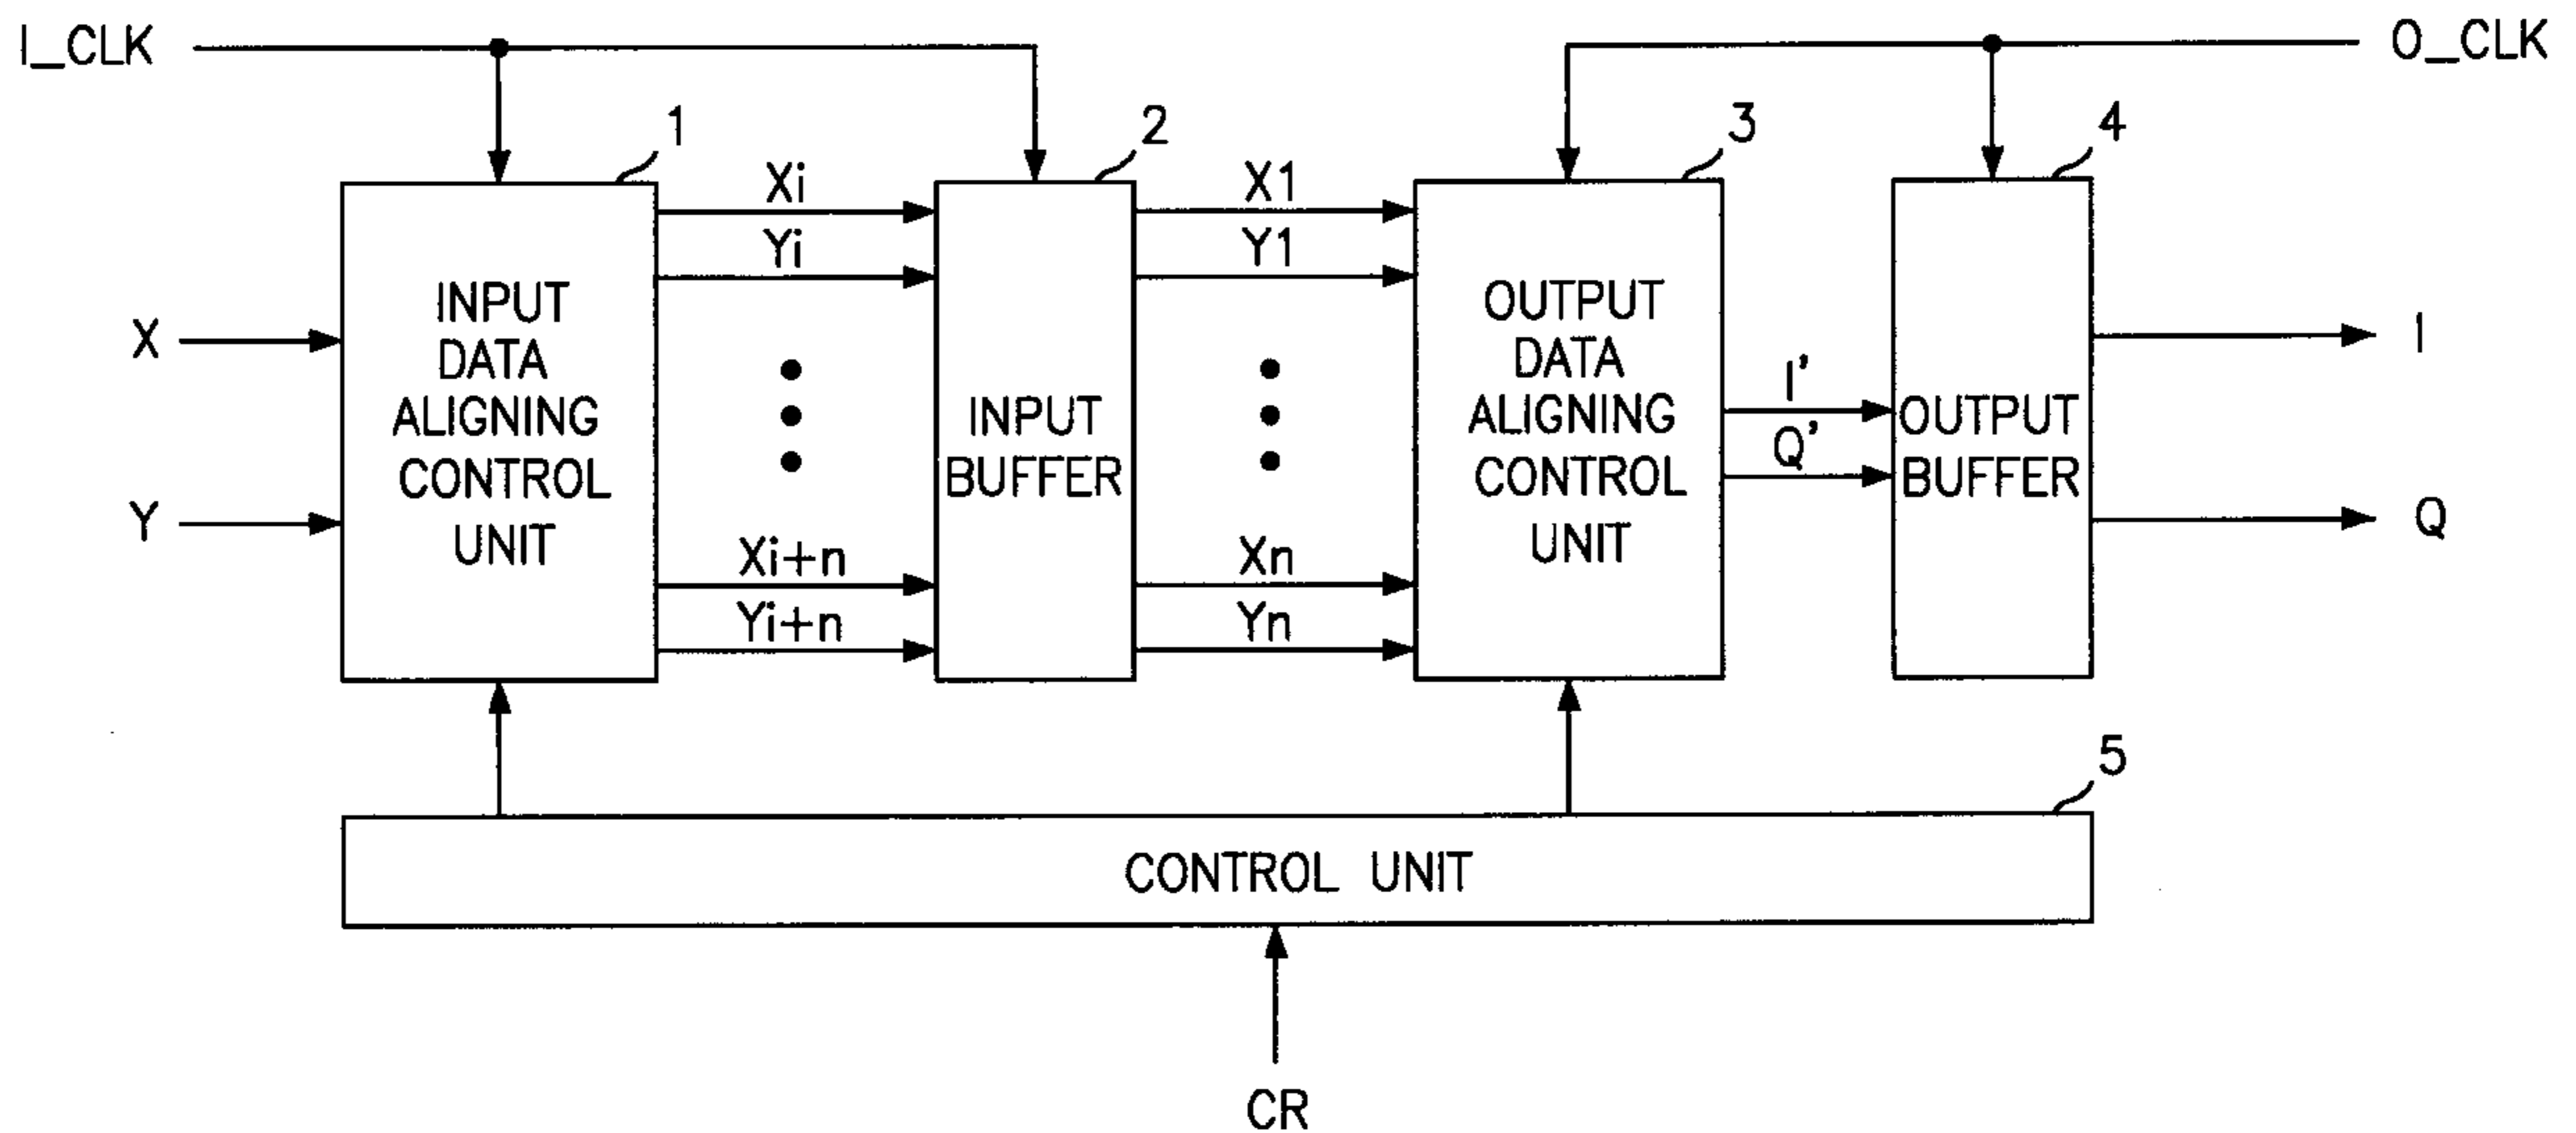 I_CLK
O_CLK
1
2
3
4
Xi
Yi
Xi+n
Yi+n
X1
Y1
Xn
Yn
X
Y
INPUT
DATA
ALIGNING
CONTROL
UNIT
INPUT
BUFFER
OUTPUT
DATA
ALIGNING
CONTROL
UNIT
I'
Q'
OUTPUT
BUFFER
I
Q
5
CONTROL UNIT
CR